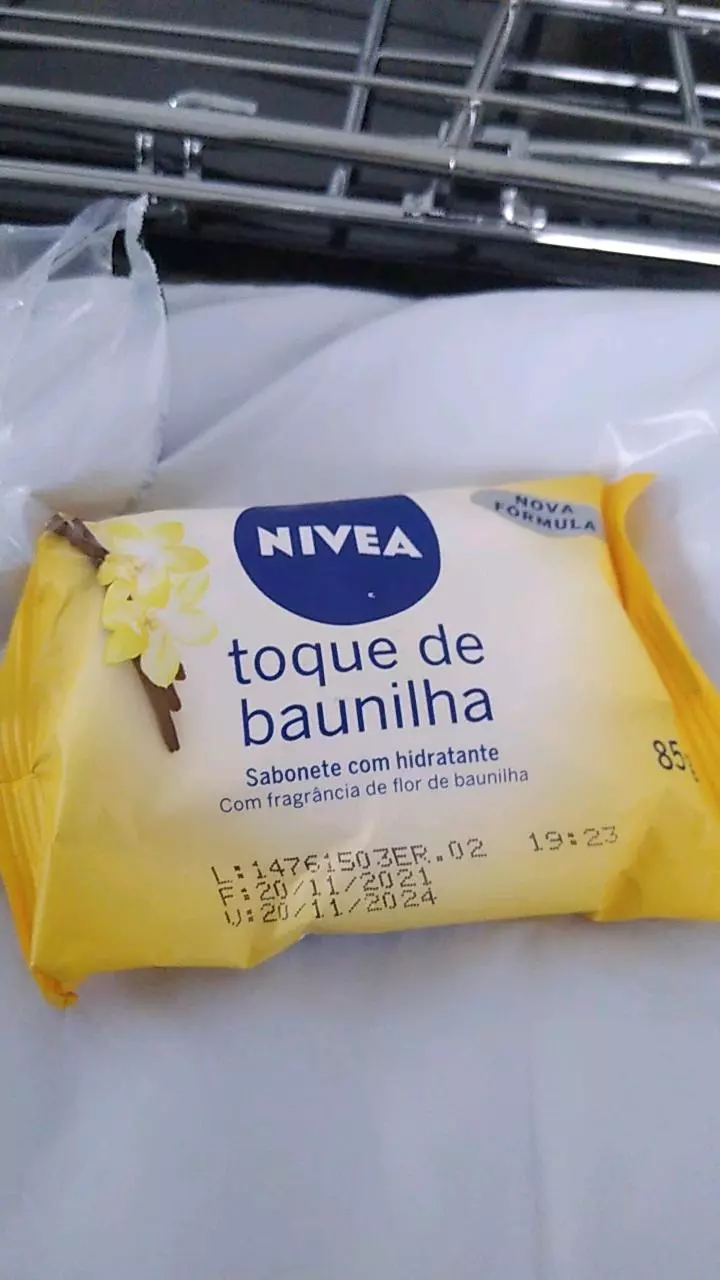 NIVEA
NOVA
FÓRMULA
toque de
baunilha
Sabonete com hidratante
Com fragrância de flor de baunilha
85g
L:14761503ER.02 19:23
F:20/11/2021
V:20/11/2024